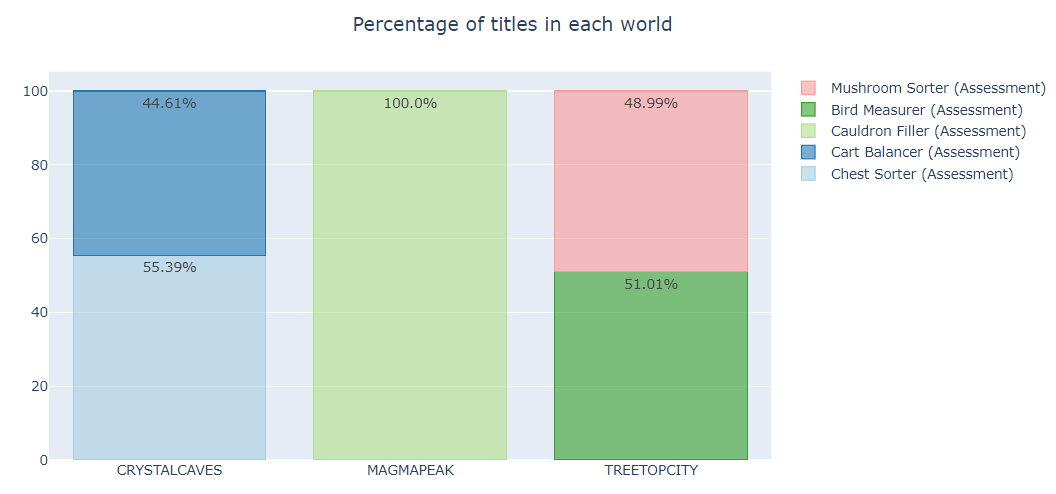 Percentage of titles in each world
100
80
60
40
20
0
44.61%
55.39%
100.0%
48.99%
51.01%
CRYSTALCAVES
MAGMAPEAK
TREETOPCITY
Mushroom Sorter (Assessment)
Bird Measurer (Assessment)
Cauldron Filler (Assessment)
Cart Balancer (Assessment)
Chest Sorter (Assessment)